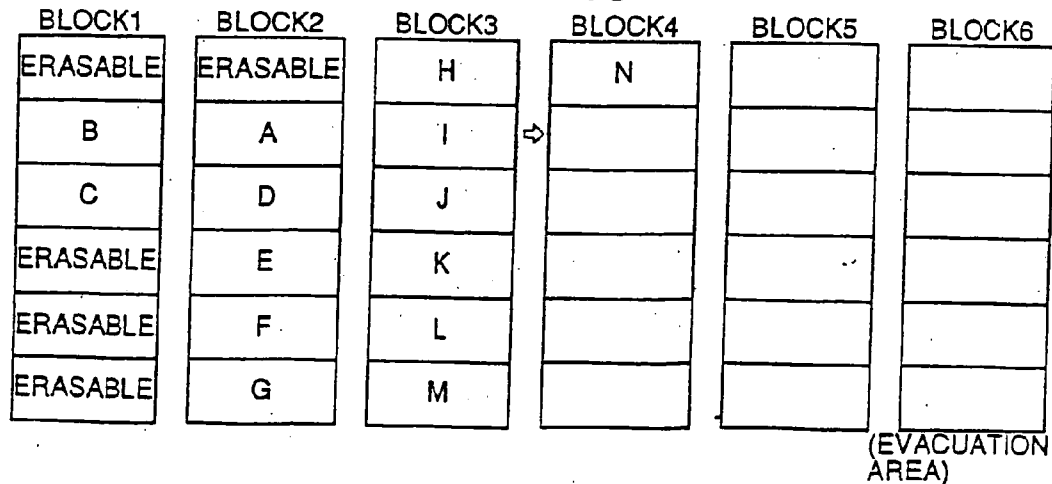 BLOCK1 BLOCK2 BLOCK3 BLOCK4 BLOCK5 BLOCK6
ERASABLE ERASABLE H N
B A I ⇨
C D J
ERASABLE E K
ERASABLE F L
ERASABLE G M
(EVACUATION
AREA)